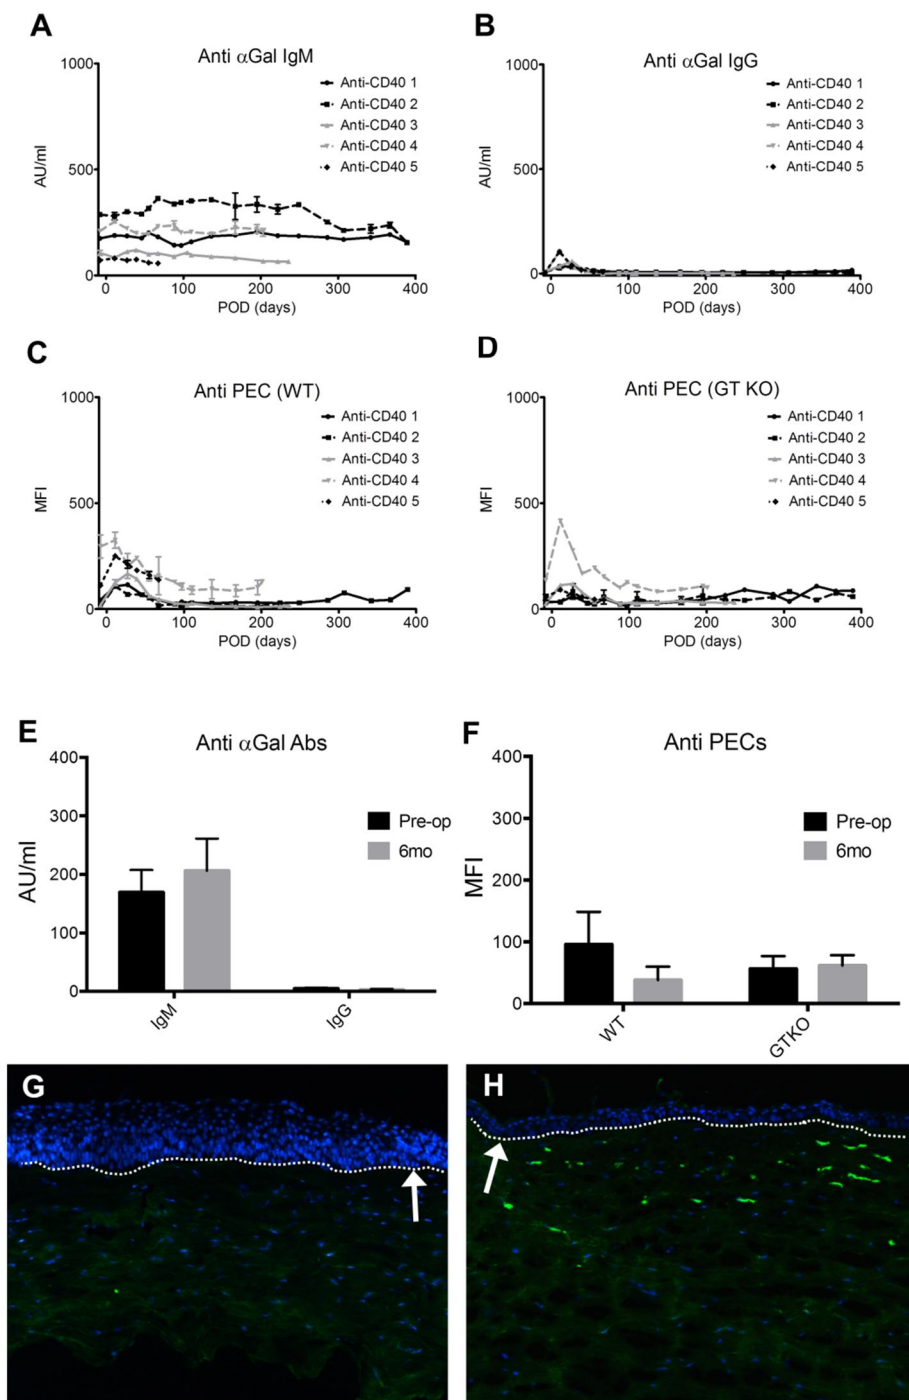 A
Anti αGal IgM
1000
500
0
AU/ml
0 100 200 300 400
POD (days)
Anti-CD40 1
Anti-CD40 2
Anti-CD40 3
Anti-CD40 4
Anti-CD40 5
B
Anti αGal IgG
1000
500
0
AU/ml
0 100 200 300 400
POD (days)
Anti-CD40 1
Anti-CD40 2
Anti-CD40 3
Anti-CD40 4
Anti-CD40 5
C
Anti PEC (WT)
1000
500
0
MFI
0 100 200 300 400
POD (days)
Anti-CD40 1
Anti-CD40 2
Anti-CD40 3
Anti-CD40 4
Anti-CD40 5
D
Anti PEC (GT KO)
1000
500
0
MFI
0 100 200 300 400
POD (days)
Anti-CD40 1
Anti-CD40 2
Anti-CD40 3
Anti-CD40 4
Anti-CD40 5
E
Anti αGal Abs
400
300
200
100
0
AU/ml
Pre-op
6mo
IgM
IgG
F
Anti PECs
400
300
200
100
0
MFI
Pre-op
6mo
WT
GTKO
G
H